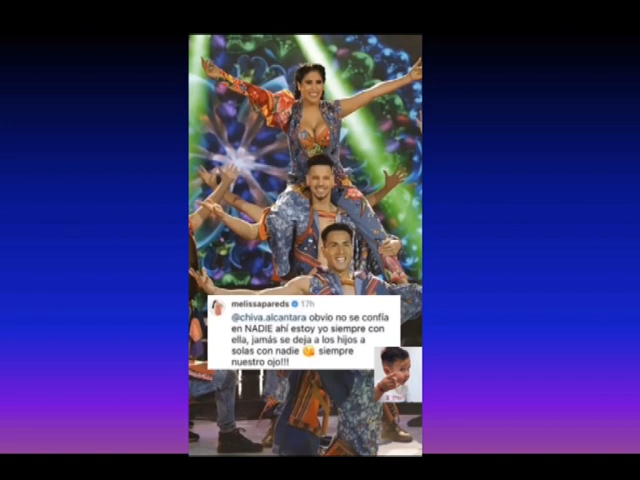 melissapareds 17h
@chiva.alcantara obvio no se confía
en NADIE ahí estoy yo siempre con
ella, jamás se deja a los hijos a
solas con nadie 😘 siempre
nuestro ojo!!!